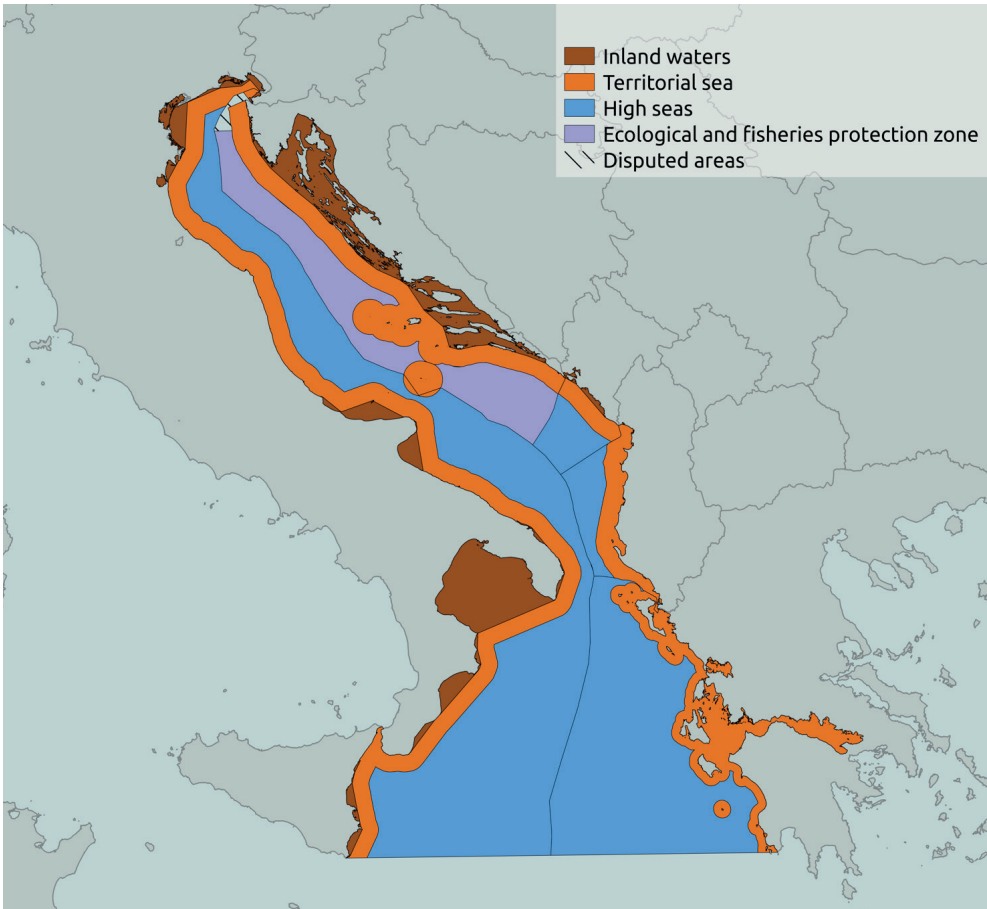 Inland waters
Territorial sea
High seas
Ecological and fisheries protection zone
Disputed areas